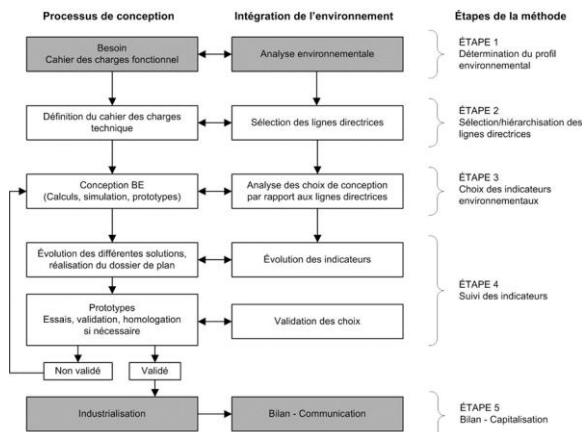 Processus de conception
Intégration de l'environnement
Étapes de la méthode
Besoin
Cahier des charges fonctionnel
Analyse environnementale
ÉTAPE 1
Détermination du profil
environnemental
Définition du cahier des charges
technique
Sélection des lignes directrices
ÉTAPE 2
Sélection/hiérarchisation des
lignes directrices
Conception BE
(Calculs, simulation, prototypes)
Analyse des choix de conception
par rapport aux lignes directrices
ÉTAPE 3
Choix des indicateurs
environnementaux
Évolution des différentes solutions,
réalisation du dossier de plan
Évolution des indicateurs
ÉTAPE 4
Suivi des indicateurs
Prototypes
Essais, validation, homologation
si nécessaire
Validation des choix
Non validé
Validé
Industrialisation
Bilan - Communication
ÉTAPE 5
Bilan - Capitalisation